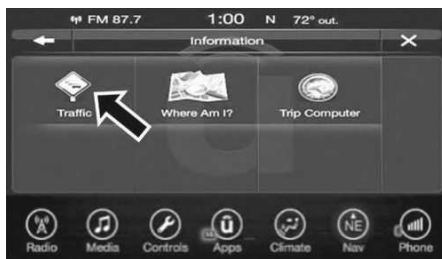 FM 87.7 1:00 N 72° out.
Information
Traffic Where Am I? Trip Computer
NE
Radio Media Controls Apps Climate Nav Phone